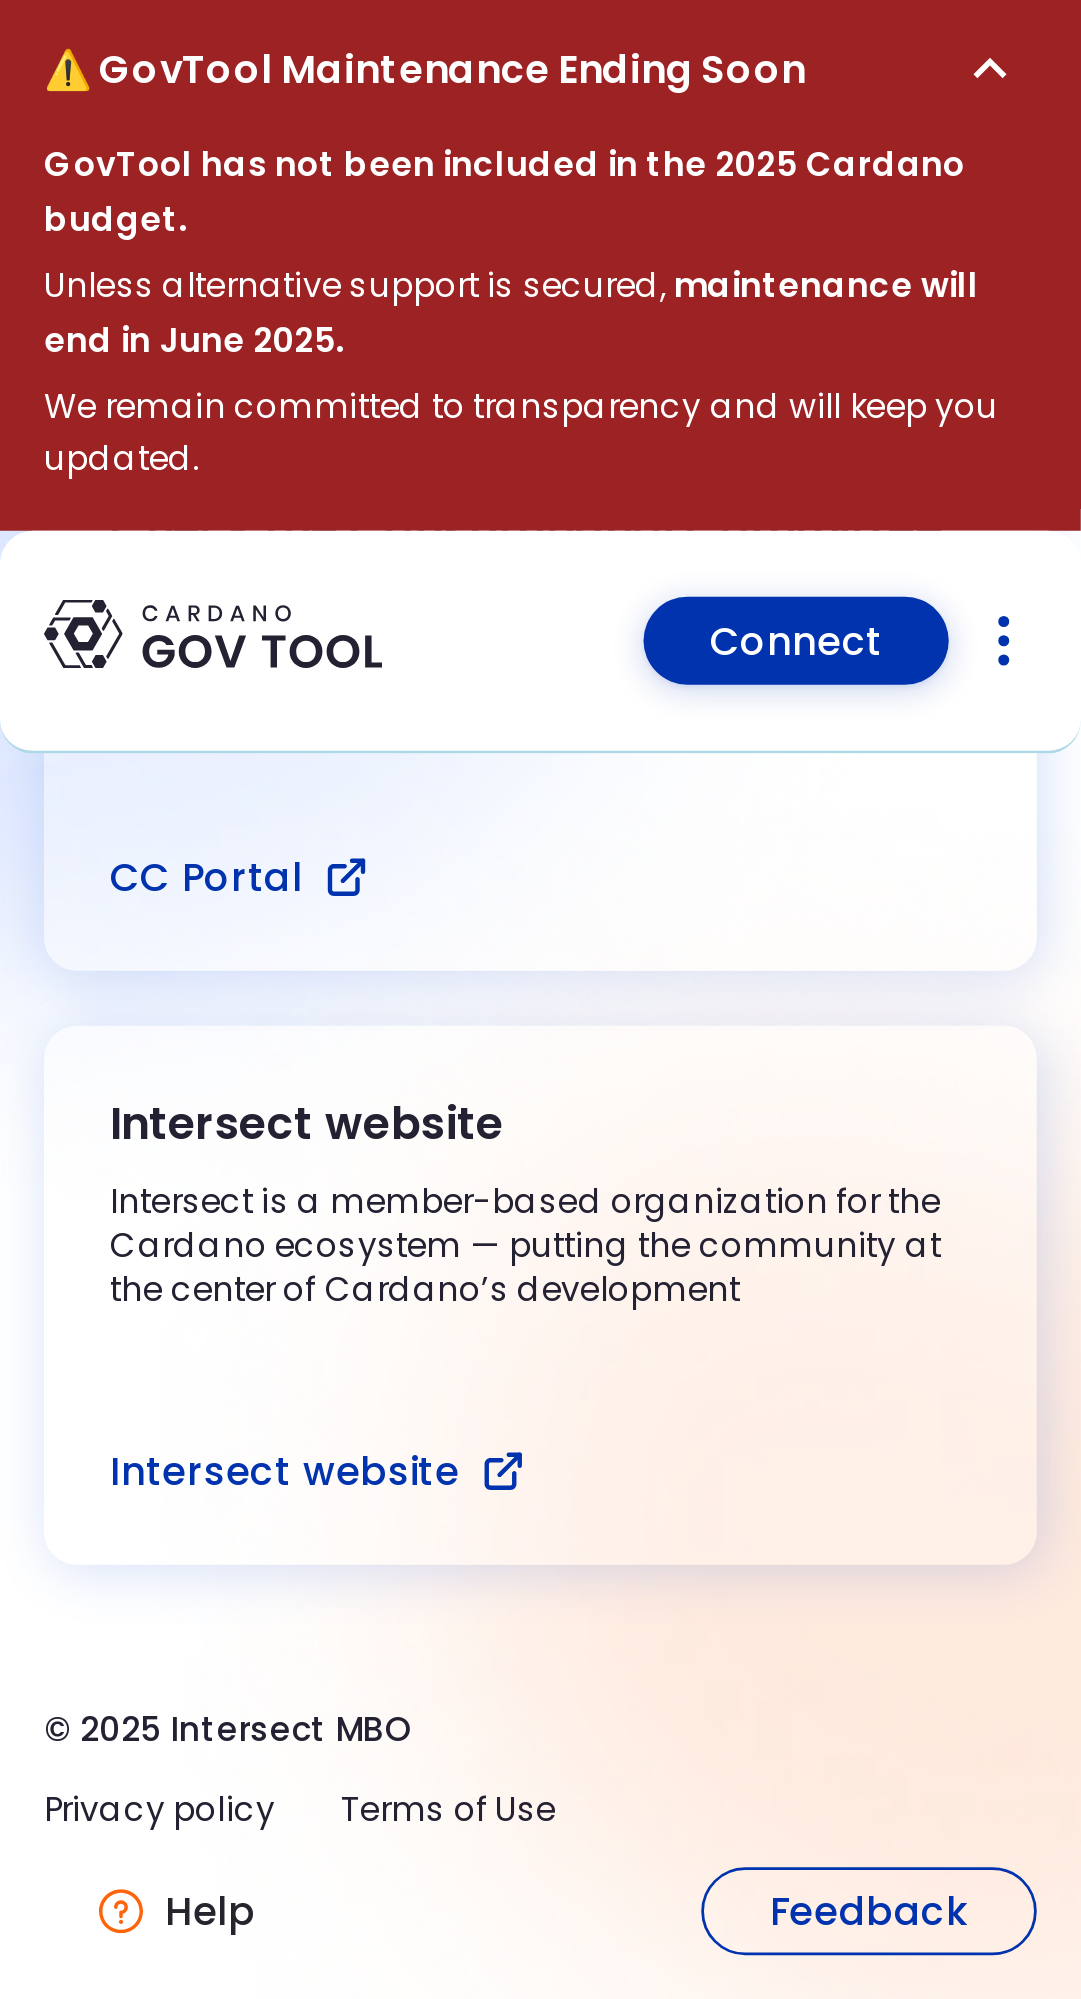 ⚠️ GovTool Maintenance Ending Soon
GovTool has not been included in the 2025 Cardano
budget.
Unless alternative support is secured, maintenance will
end in June 2025.
We remain committed to transparency and will keep you
updated.
CARDANO
GOV TOOL
Connect
CC Portal
Intersect website
Intersect is a member-based organization for the
Cardano ecosystem — putting the community at
the center of Cardano’s development
Intersect website
© 2025 Intersect MBO
Privacy policy Terms of Use
Help
Feedback